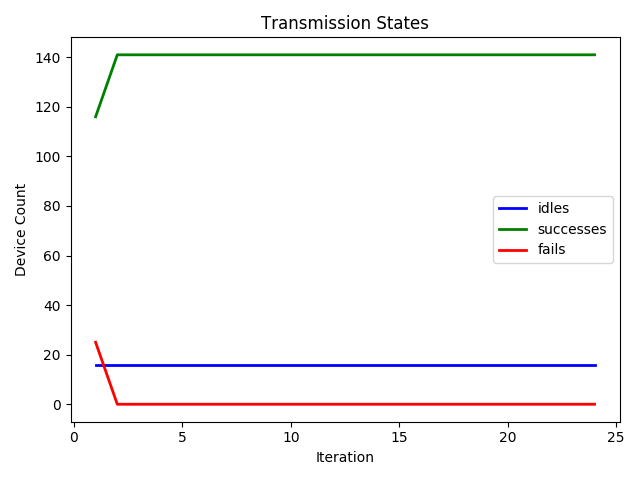 Transmission States
Device Count
140
120
100
80
60
40
20
0
idles
successes
fails
0 5 10 15 20 25
Iteration